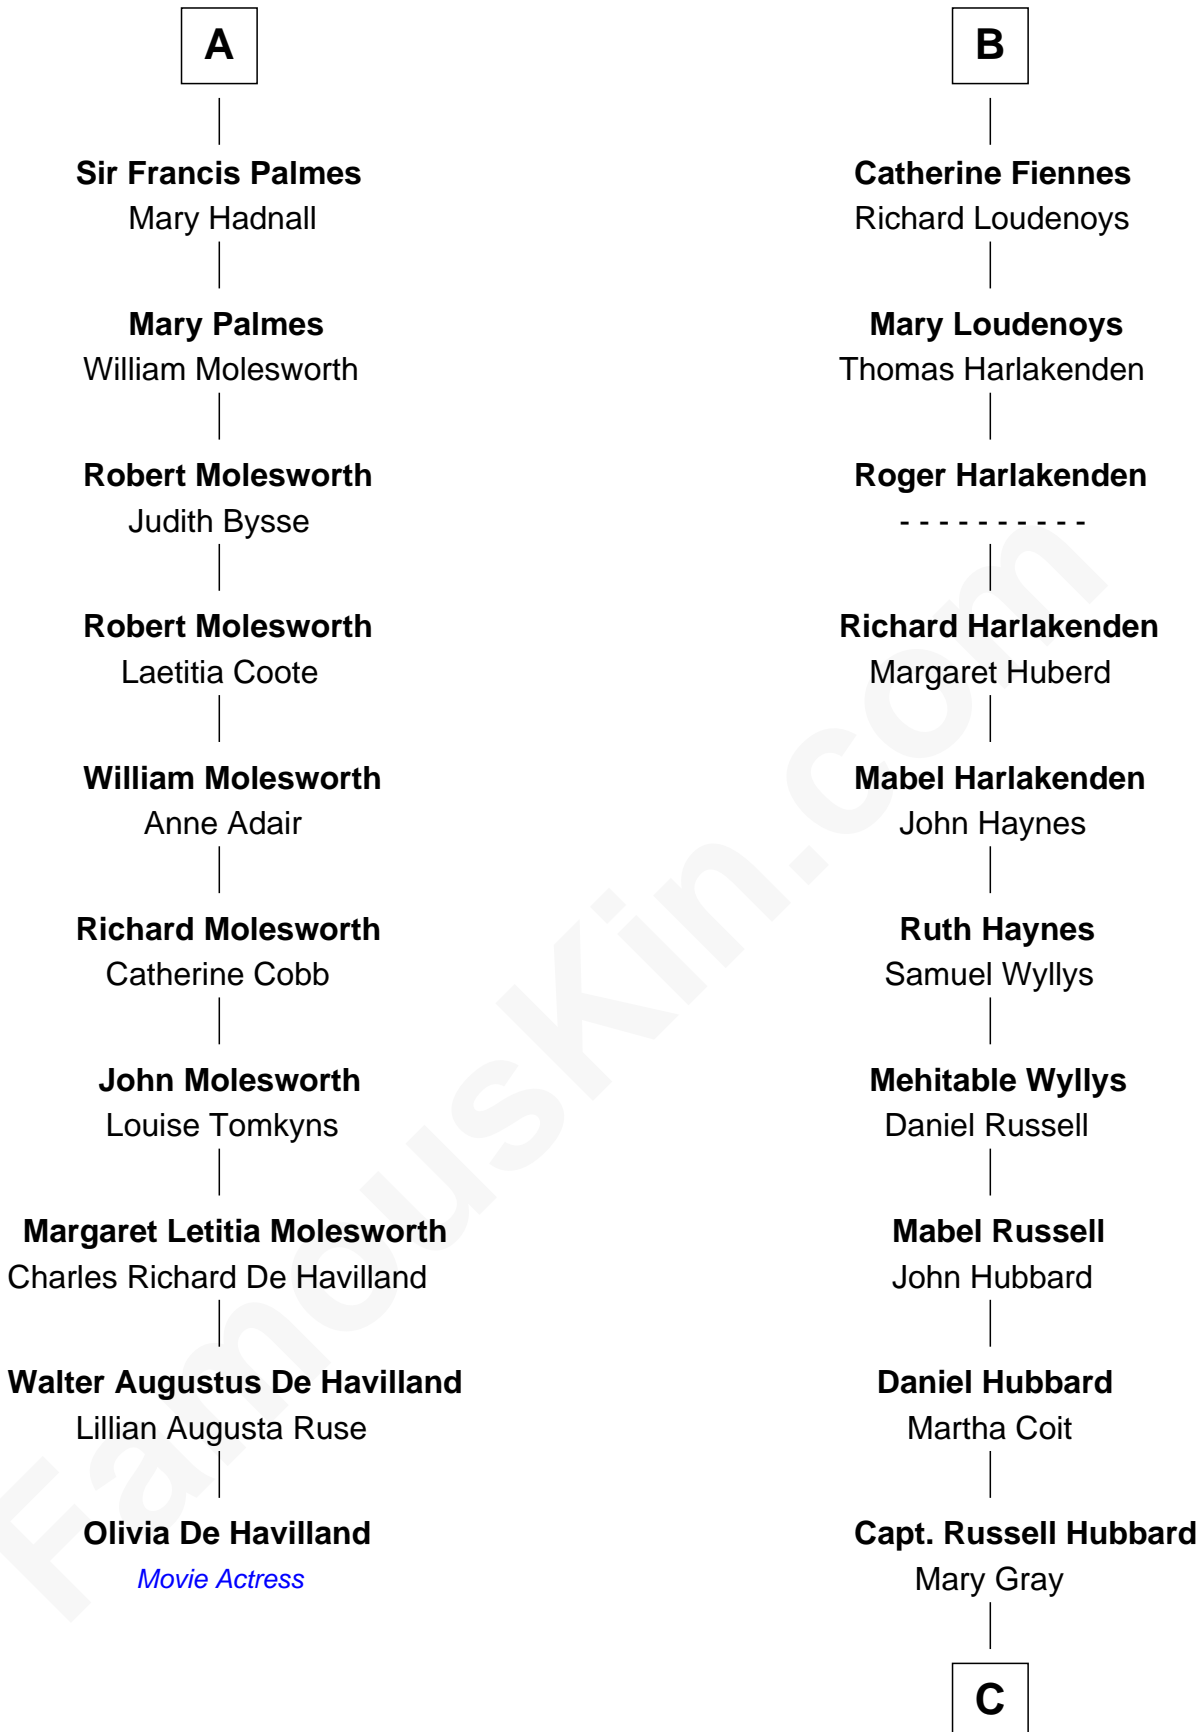 A
Sir Francis Palmes
Mary Hadnall
Mary Palmes
William Molesworth
Robert Molesworth
Judith Bysse
Robert Molesworth
Laetitia Coote
William Molesworth
Anne Adair
Richard Molesworth
Catherine Cobb
John Molesworth
Louise Tomkyns
Margaret Letitia Molesworth
Charles Richard De Havilland
Walter Augustus De Havilland
Lillian Augusta Ruse
Olivia De Havilland
Movie Actress
B
Catherine Fiennes
Richard Loudenoys
Mary Loudenoys
Thomas Harlakenden
Roger Harlakenden
- - - - - - - - - -
Richard Harlakenden
Margaret Huberd
Mabel Harlakenden
John Haynes
Ruth Haynes
Samuel Wyllys
Mehitable Wyllys
Daniel Russell
Mabel Russell
John Hubbard
Daniel Hubbard
Martha Coit
Capt. Russell Hubbard
Mary Gray
C
FamousKin.com